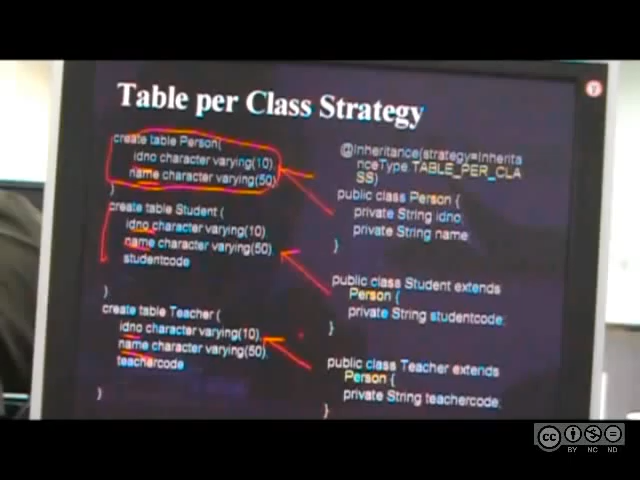 Table per Class Strategy
create table Person(
idno character varying(10)
name character varying(50)
)
create table Student (
idno character varying(10)
name character varying(50)
studentcode
)
create table Teacher (
idno character varying(10)
name character varying(50)
teachercode
)
@Inheritance(strategy=Inherita
nceType.TABLE_PER_CLA
SS)
public class Person {
private String idno
private String name
}
public class Student extends
Person {
private String studentcode;
}
public class Teacher extends
Person {
private String teachercode;
}
cc
BY NC ND